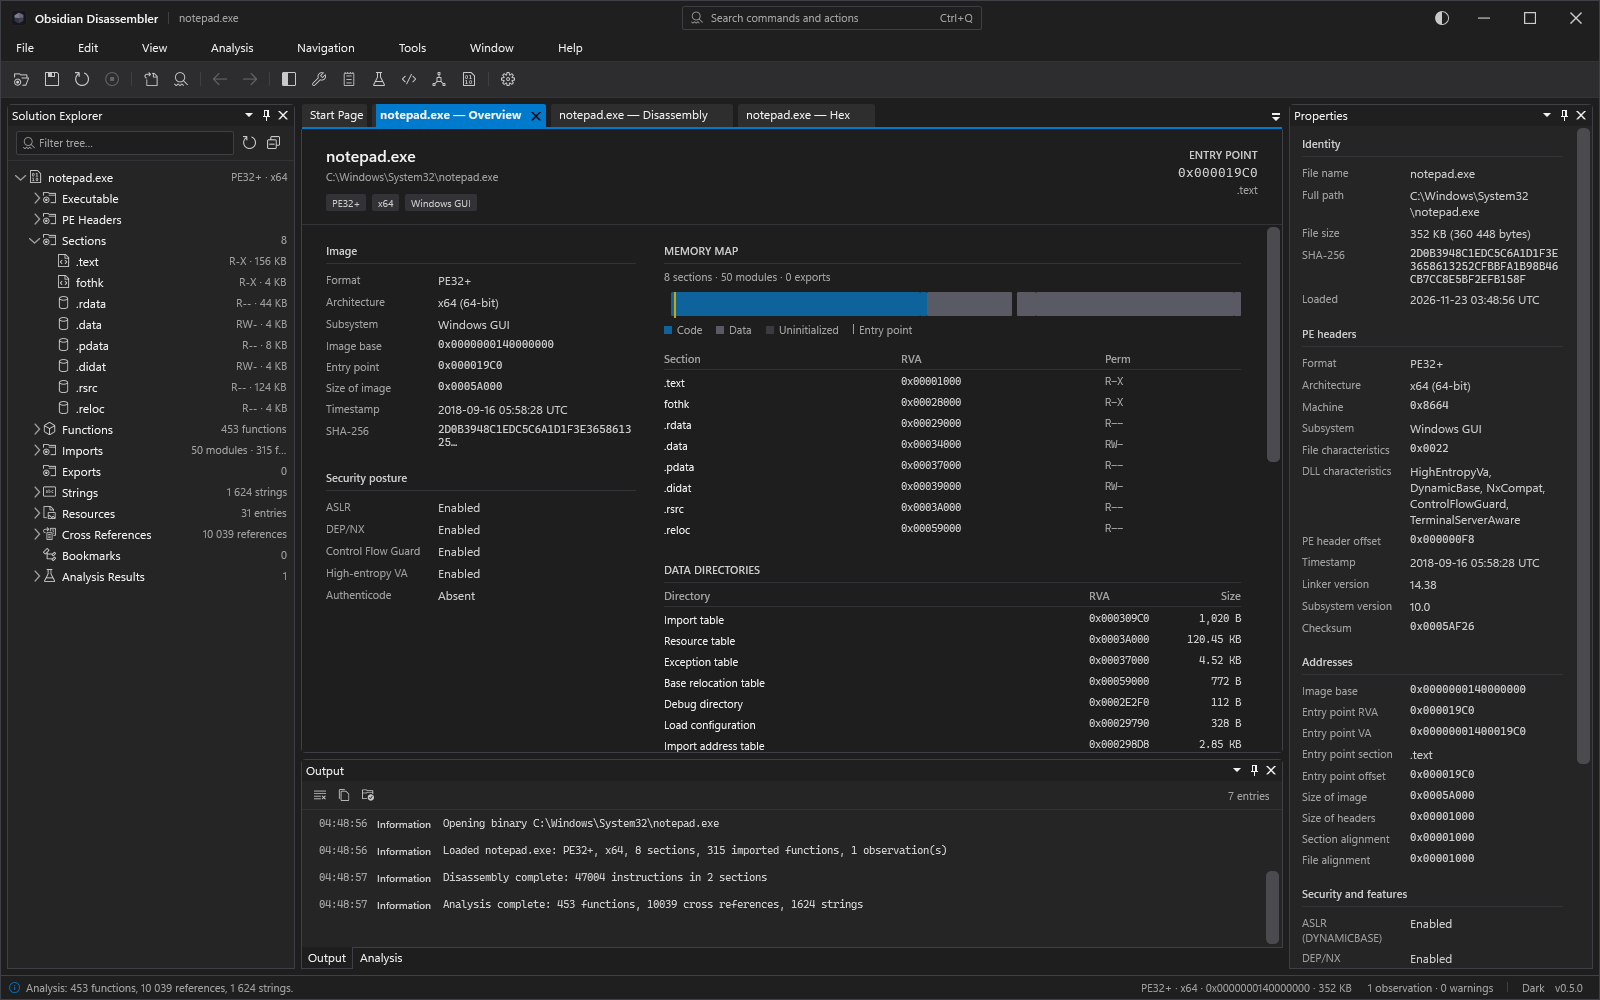 Obsidian Disassembler notepad.exe
Search commands and actions Ctrl+Q
File Edit View Analysis Navigation Tools Window Help
Solution Explorer
Filter tree...
notepad.exe PE32+ · x64
Executable
PE Headers
Sections 8
.text R-X · 156 KB
fothk R-X · 4 KB
.rdata R-- · 44 KB
.data RW- · 4 KB
.pdata R-- · 8 KB
.didat RW- · 4 KB
.rsrc R-- · 124 KB
.reloc R-- · 4 KB
Functions 453 functions
Imports 50 modules · 315 f...
Exports 0
Strings 1 624 strings
Resources 31 entries
Cross References 10 039 references
Bookmarks 0
Analysis Results 1
Start Page notepad.exe — Overview notepad.exe — Disassembly notepad.exe — Hex
notepad.exe
C:\Windows\System32\notepad.exe
PE32+ x64 Windows GUI
ENTRY POINT
0x000019C0
.text
Image
Format PE32+
Architecture x64 (64-bit)
Subsystem Windows GUI
Image base 0x0000000140000000
Entry point 0x000019C0
Size of image 0x0005A000
Timestamp 2018-09-16 05:58:28 UTC
SHA-256 2D0B3948C1EDC5C6A1D1F3E3658613
25…
Security posture
ASLR Enabled
DEP/NX Enabled
Control Flow Guard Enabled
High-entropy VA Enabled
Authenticode Absent
MEMORY MAP
8 sections · 50 modules · 0 exports
Code Data Uninitialized Entry point
Section RVA Perm
.text 0x00001000 R-X
fothk 0x00028000 R-X
.rdata 0x00029000 R--
.data 0x00034000 RW-
.pdata 0x00037000 R--
.didat 0x00039000 RW-
.rsrc 0x0003A000 R--
.reloc 0x00059000 R--
DATA DIRECTORIES
Directory RVA Size
Import table 0x000309C0 1,020 B
Resource table 0x0003A000 120.45 KB
Exception table 0x00037000 4.52 KB
Base relocation table 0x00059000 772 B
Debug directory 0x0002E2F0 112 B
Load configuration 0x00029790 328 B
Import address table 0x000298D8 2.85 KB
Output
7 entries
04:48:56 Information Opening binary C:\Windows\System32\notepad.exe
04:48:56 Information Loaded notepad.exe: PE32+, x64, 8 sections, 315 imported functions, 1 observation(s)
04:48:57 Information Disassembly complete: 47004 instructions in 2 sections
04:48:57 Information Analysis complete: 453 functions, 10039 cross references, 1624 strings
Output Analysis
Properties
Identity
File name notepad.exe
Full path C:\Windows\System32
\notepad.exe
File size 352 KB (360 448 bytes)
SHA-256 2D0B3948C1EDC5C6A1D1F3E
3658613252CFBBFA1B98B46
CB7CC8E5BF2EFB158F
Loaded 2026-11-23 03:48:56 UTC
PE headers
Format PE32+
Architecture x64 (64-bit)
Machine 0x8664
Subsystem Windows GUI
File characteristics 0x0022
DLL characteristics HighEntropyVa,
DynamicBase, NxCompat,
ControlFlowGuard,
TerminalServerAware
PE header offset 0x000000F8
Timestamp 2018-09-16 05:58:28 UTC
Linker version 14.38
Subsystem version 10.0
Checksum 0x0005AF26
Addresses
Image base 0x0000000140000000
Entry point RVA 0x000019C0
Entry point VA 0x00000001400019C0
Entry point section .text
Entry point offset 0x000019C0
Size of image 0x0005A000
Size of headers 0x00001000
Section alignment 0x00001000
File alignment 0x00001000
Security and features
ASLR Enabled
(DYNAMICBASE)
DEP/NX Enabled
Analysis: 453 functions, 10 039 references, 1 624 strings.
PE32+ · x64 · 0x0000000140000000 · 352 KB 1 observation · 0 warnings Dark v0.5.0